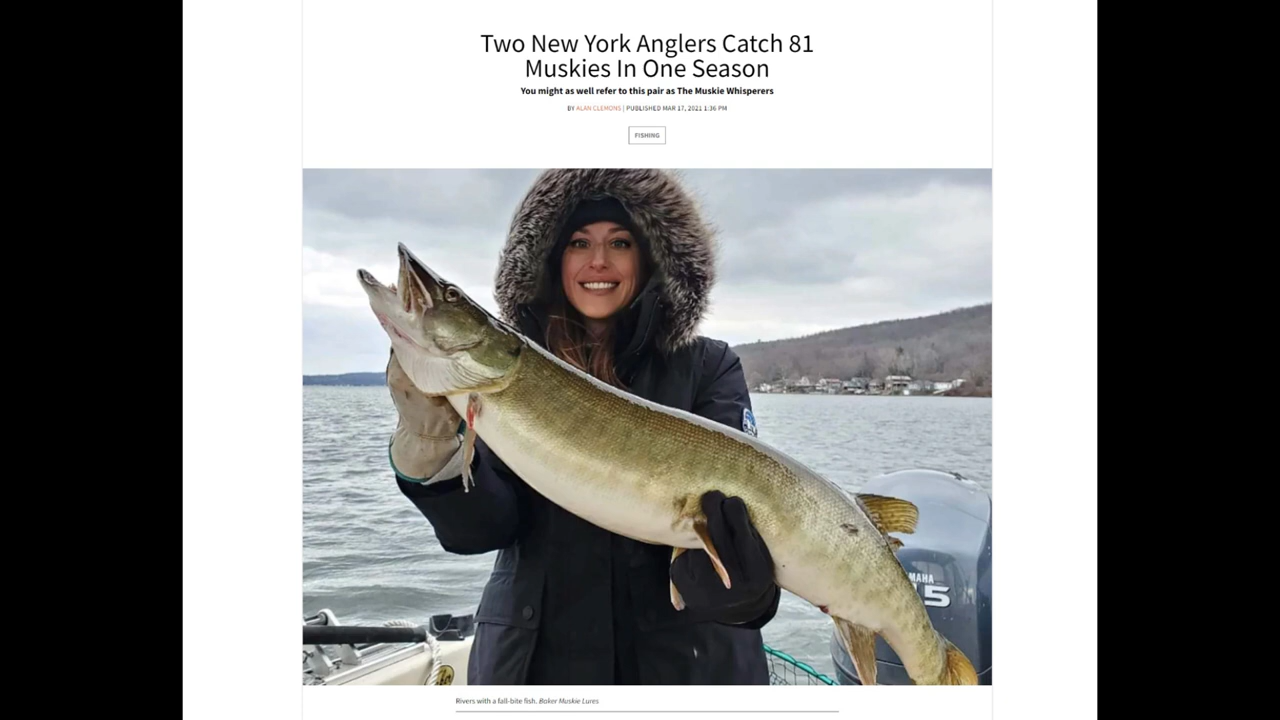 Two New York Anglers Catch 81
Muskies In One Season
You might as well refer to this pair as The Muskie Whisperers
BY ALAN CLEMONS | PUBLISHED MAR 17, 2021 1:36 PM
FISHING
MAHA
5
Rivers with a fall-bite fish. Baker Muskie Lures